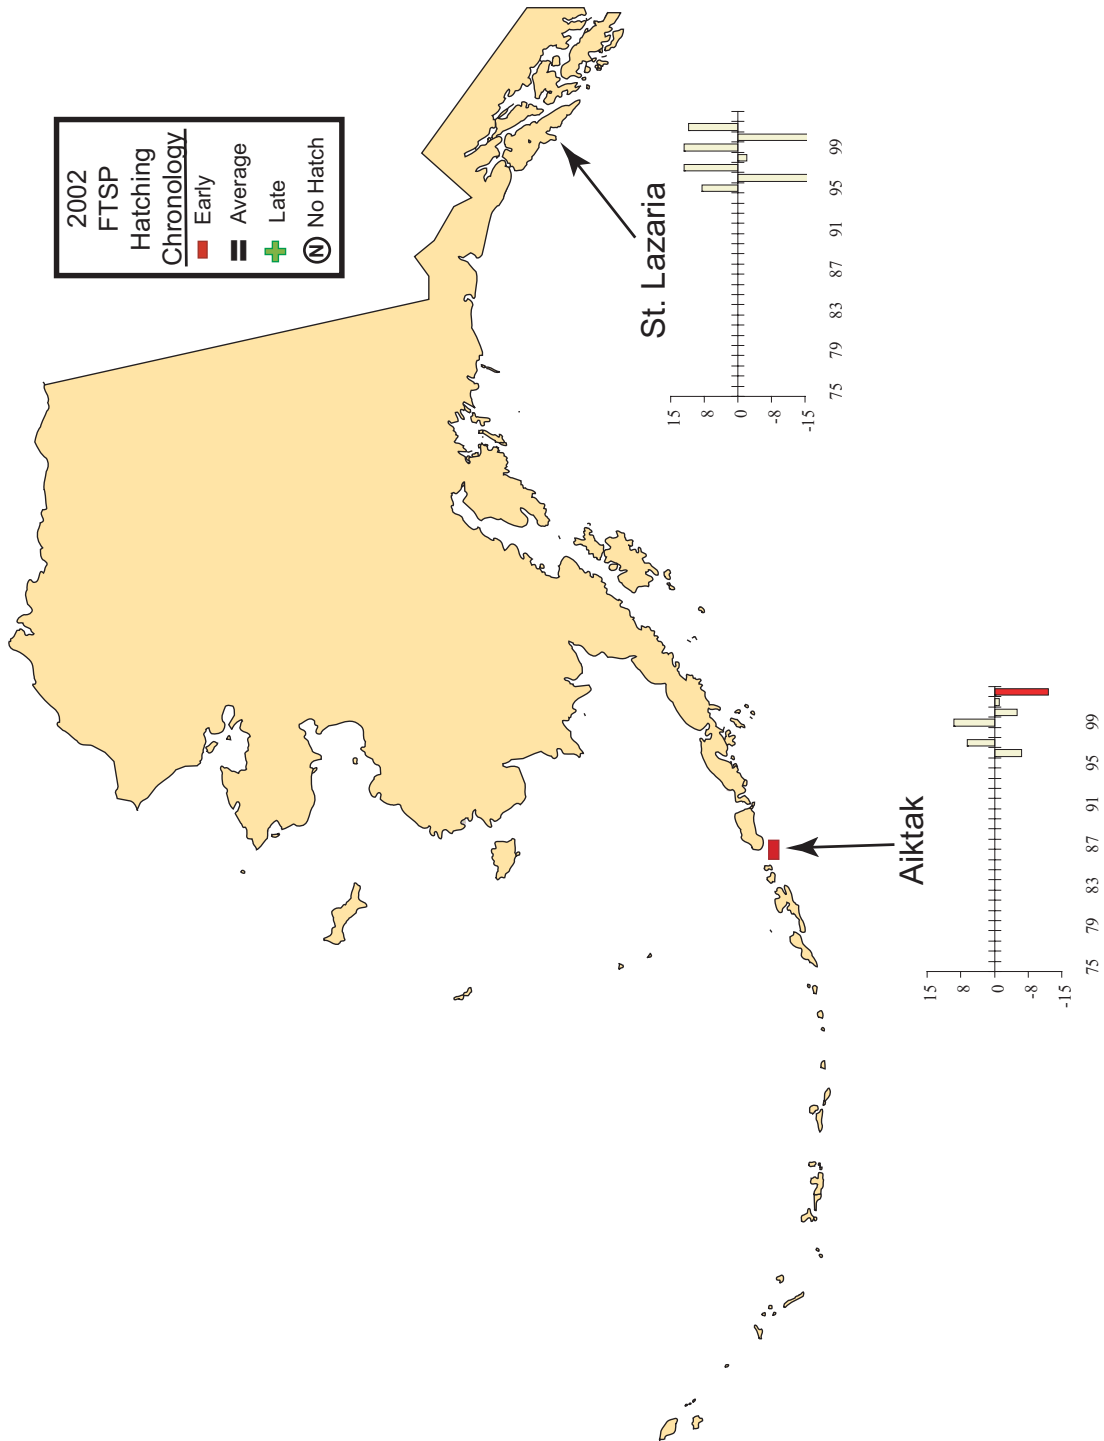 2002
FTSP
Hatching
Chronology
Early
Average
Late
N No Hatch
St. Lazaria
15
8
0
-8
-15
75 79 83 87 91 95 99
Aiktak
15
8
0
-8
-15
75 79 83 87 91 95 99